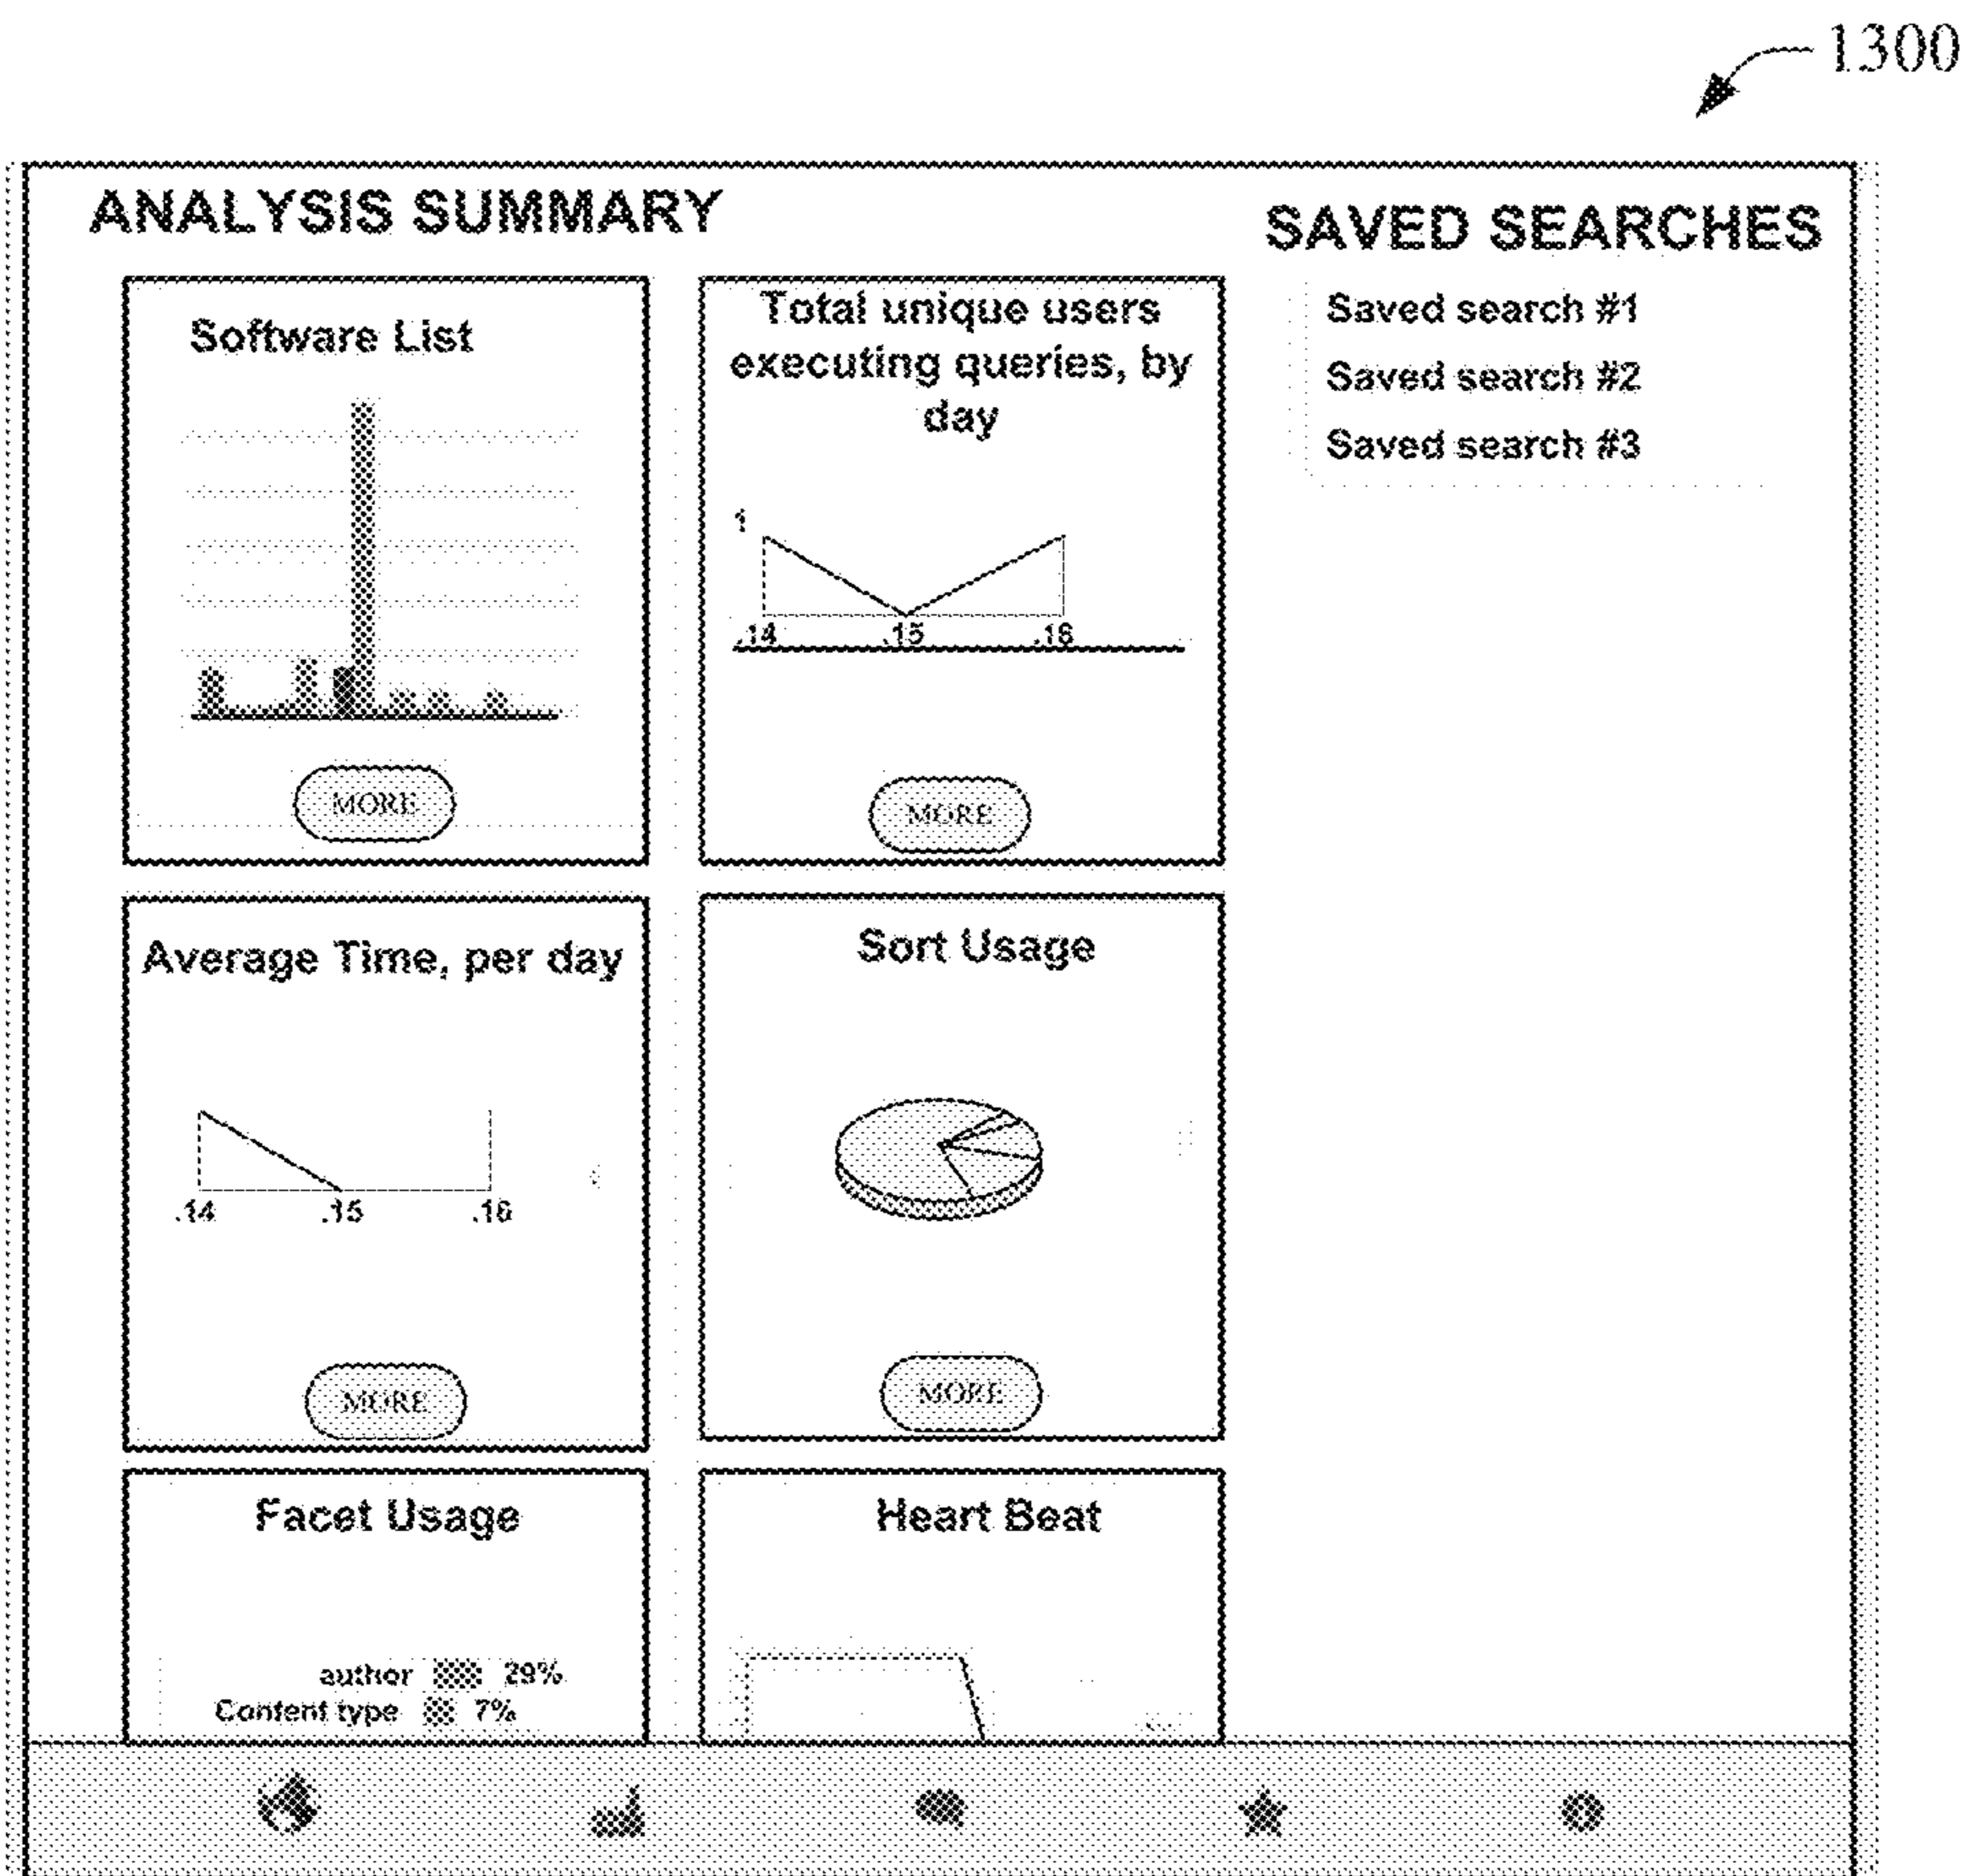 1300
ANALYSIS SUMMARY
SAVED SEARCHES
Software List
MORE
Total unique users
executing queries, by
day
1
.14 .15 .16
MORE
Saved search #1
Saved search #2
Saved search #3
Average Time, per day
.14 .15 .16
MORE
Sort Usage
MORE
Facet Usage
author 29%
Content type 7%
Heart Beat